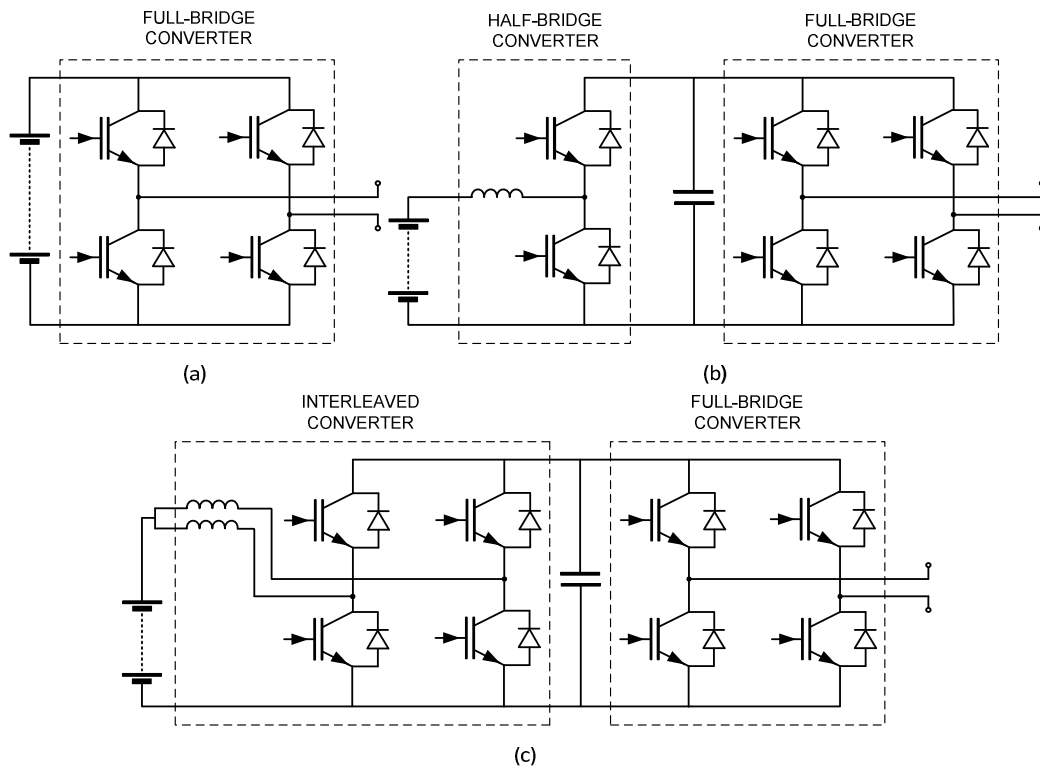 FULL-BRIDGE
CONVERTER
(a)
HALF-BRIDGE
CONVERTER
FULL-BRIDGE
CONVERTER
(b)
INTERLEAVED
CONVERTER
FULL-BRIDGE
CONVERTER
(c)